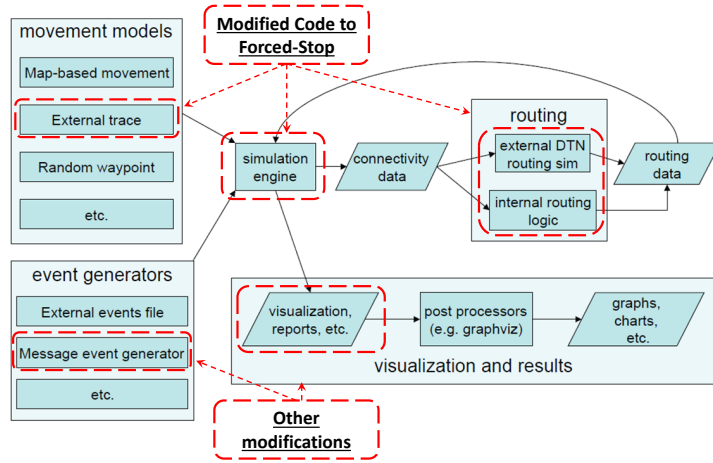 movement models
Map-based movement
External trace
Random waypoint
etc.
Modified Code to
Forced-Stop
simulation
engine
connectivity
data
routing
external DTN
routing sim
internal routing
logic
routing
data
event generators
External events file
Message event generator
etc.
visualization,
reports, etc.
post processors
(e.g. graphviz)
graphs,
charts,
etc.
visualization and results
Other
modifications